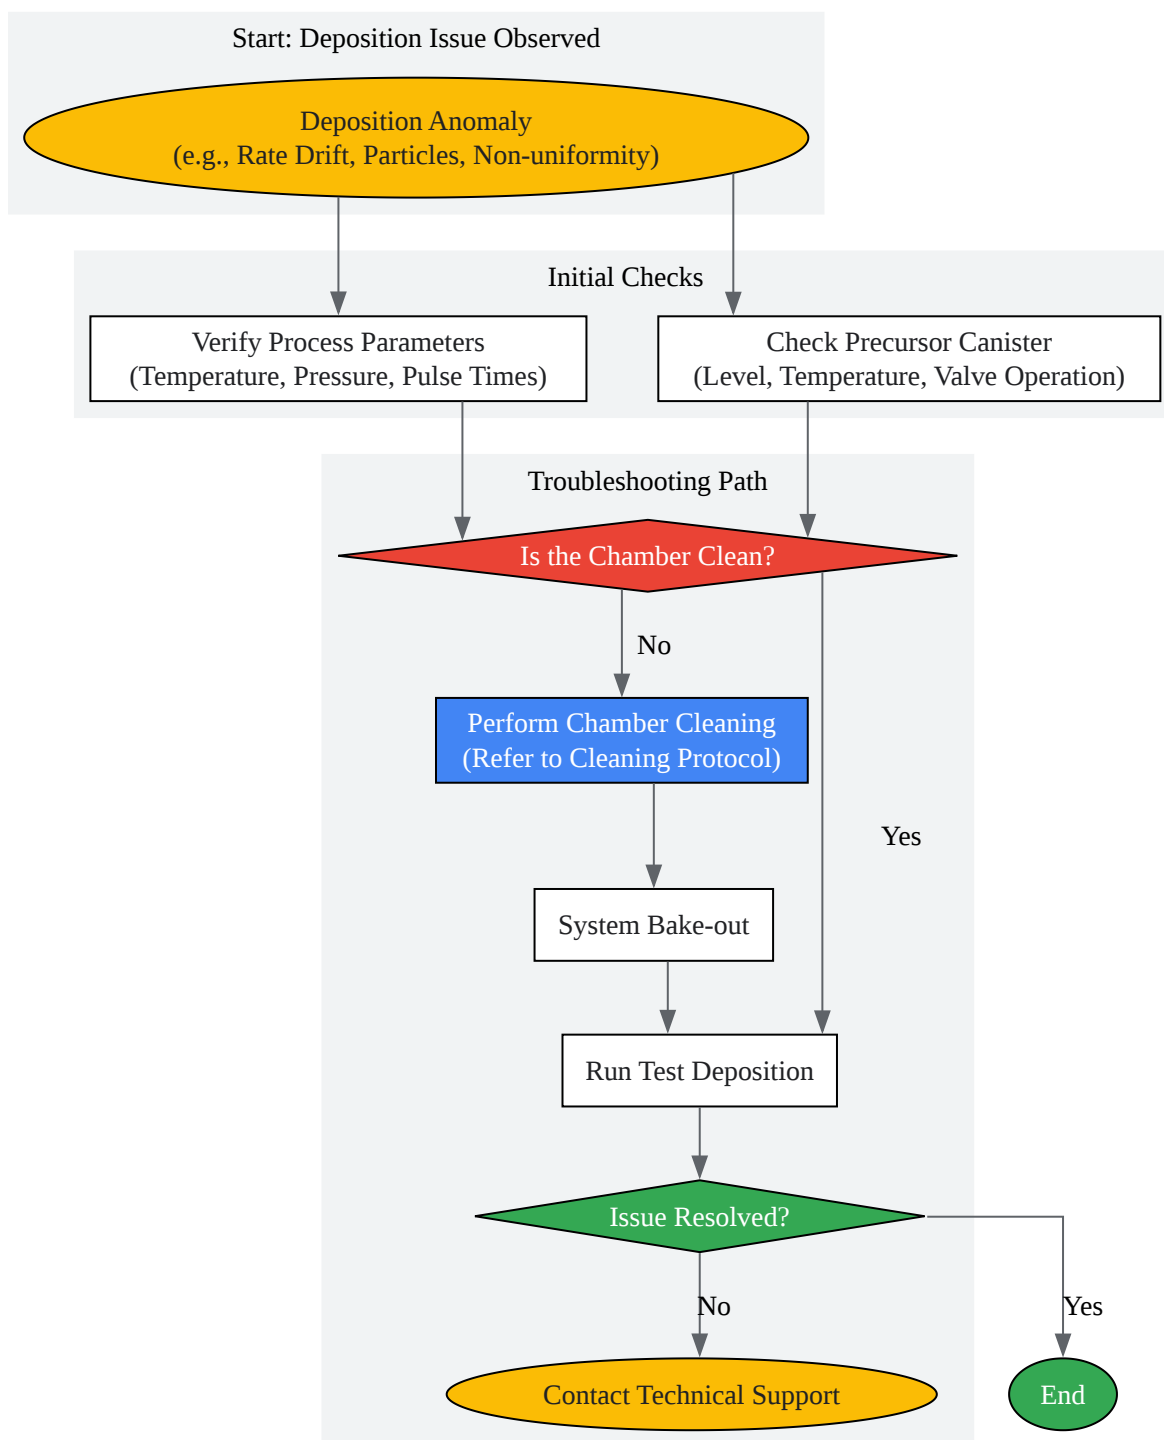 Start: Deposition Issue Observed
Deposition Anomaly
(e.g., Rate Drift, Particles, Non-uniformity)
Initial Checks
Verify Process Parameters
(Temperature, Pressure, Pulse Times)
Check Precursor Canister
(Level, Temperature, Valve Operation)
Troubleshooting Path
Is the Chamber Clean?
No
Perform Chamber Cleaning
(Refer to Cleaning Protocol)
Yes
System Bake-out
Run Test Deposition
Issue Resolved?
No
Yes
Contact Technical Support
End